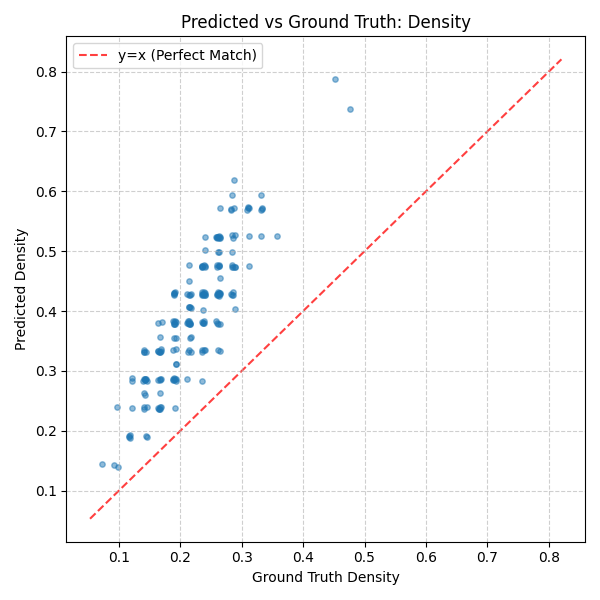 Predicted vs Ground Truth: Density
y=x (Perfect Match)
0.8
0.7
0.6
0.5
0.4
0.3
0.2
0.1
Predicted Density
0.1 0.2 0.3 0.4 0.5 0.6 0.7 0.8
Ground Truth Density